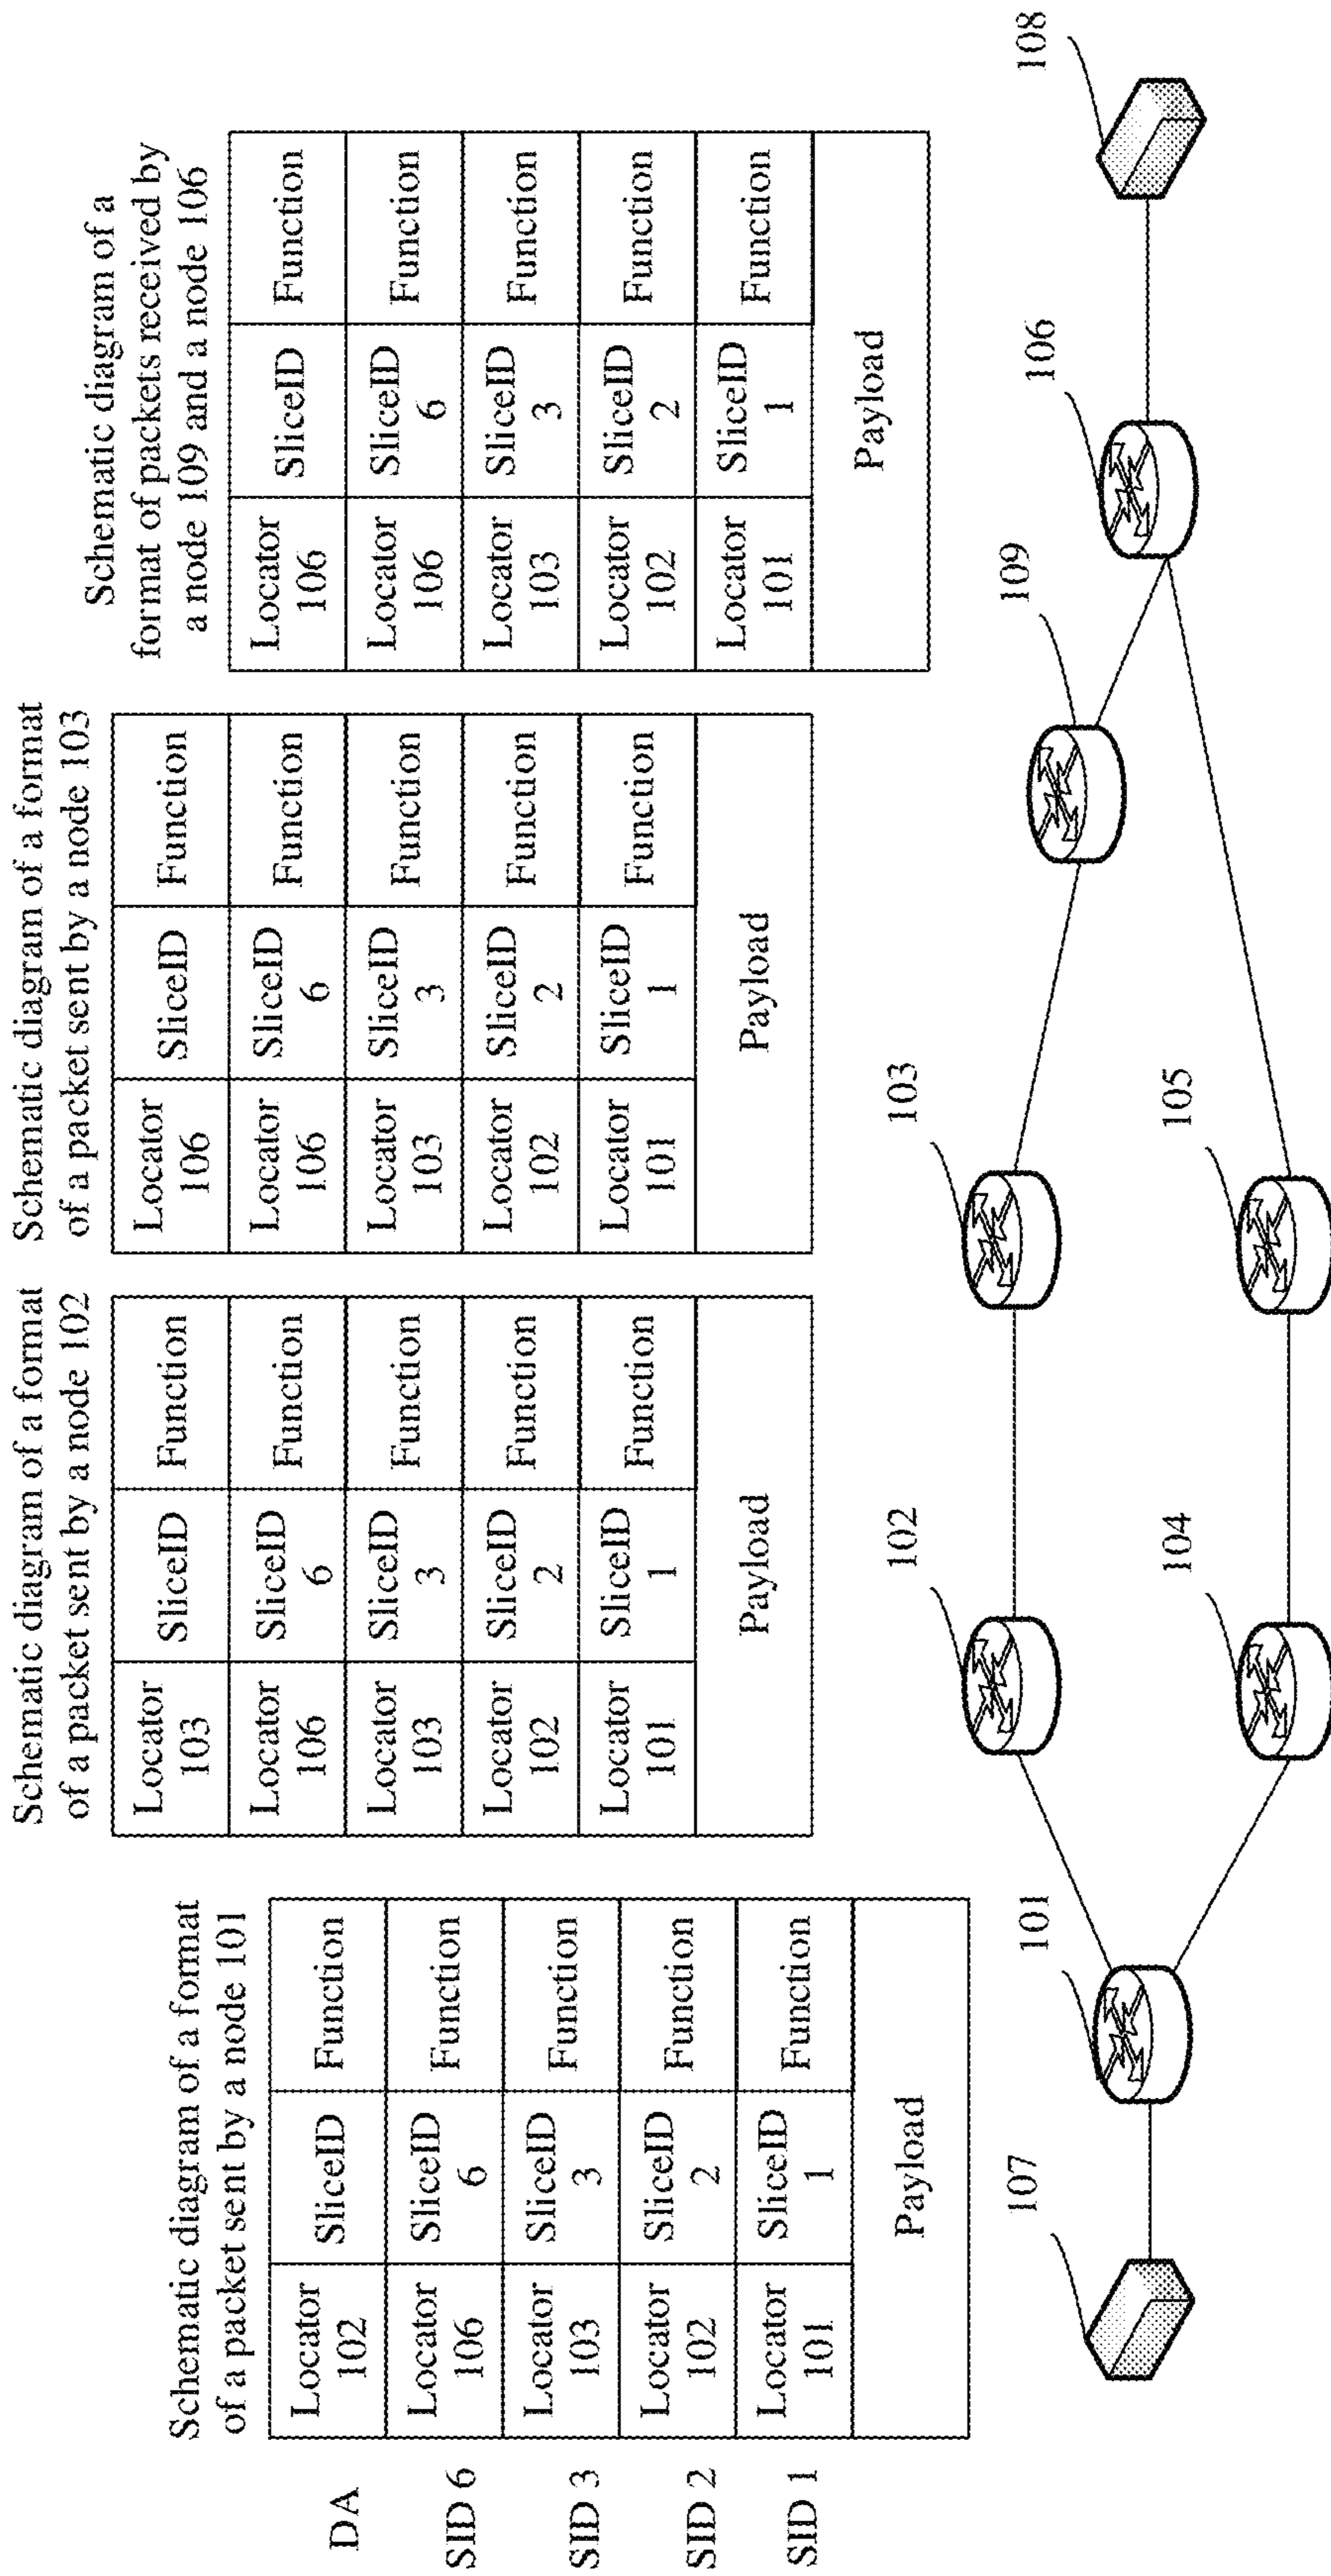 Schematic diagram of a format
of a packet sent by a node 101
DA
Locator
102
SliceID
Function
SID 6
Locator
106
SliceID
6
Function
SID 3
Locator
103
SliceID
3
Function
SID 2
Locator
102
SliceID
2
Function
SID 1
Locator
101
SliceID
1
Function
Payload
Schematic diagram of a format
of a packet sent by a node 102
Locator
103
SliceID
Function
Locator
106
SliceID
6
Function
Locator
103
SliceID
3
Function
Locator
102
SliceID
2
Function
Locator
101
SliceID
1
Function
Payload
Schematic diagram of a format
of a packet sent by a node 103
Locator
106
SliceID
Function
Locator
106
SliceID
6
Function
Locator
103
SliceID
3
Function
Locator
102
SliceID
2
Function
Locator
101
SliceID
1
Function
Payload
Schematic diagram of a
format of packets received by
a node 109 and a node 106
Locator
106
SliceID
Function
Locator
106
SliceID
6
Function
Locator
103
SliceID
3
Function
Locator
102
SliceID
2
Function
Locator
101
SliceID
1
Function
Payload
107
101
102
103
109
106
108
104
105